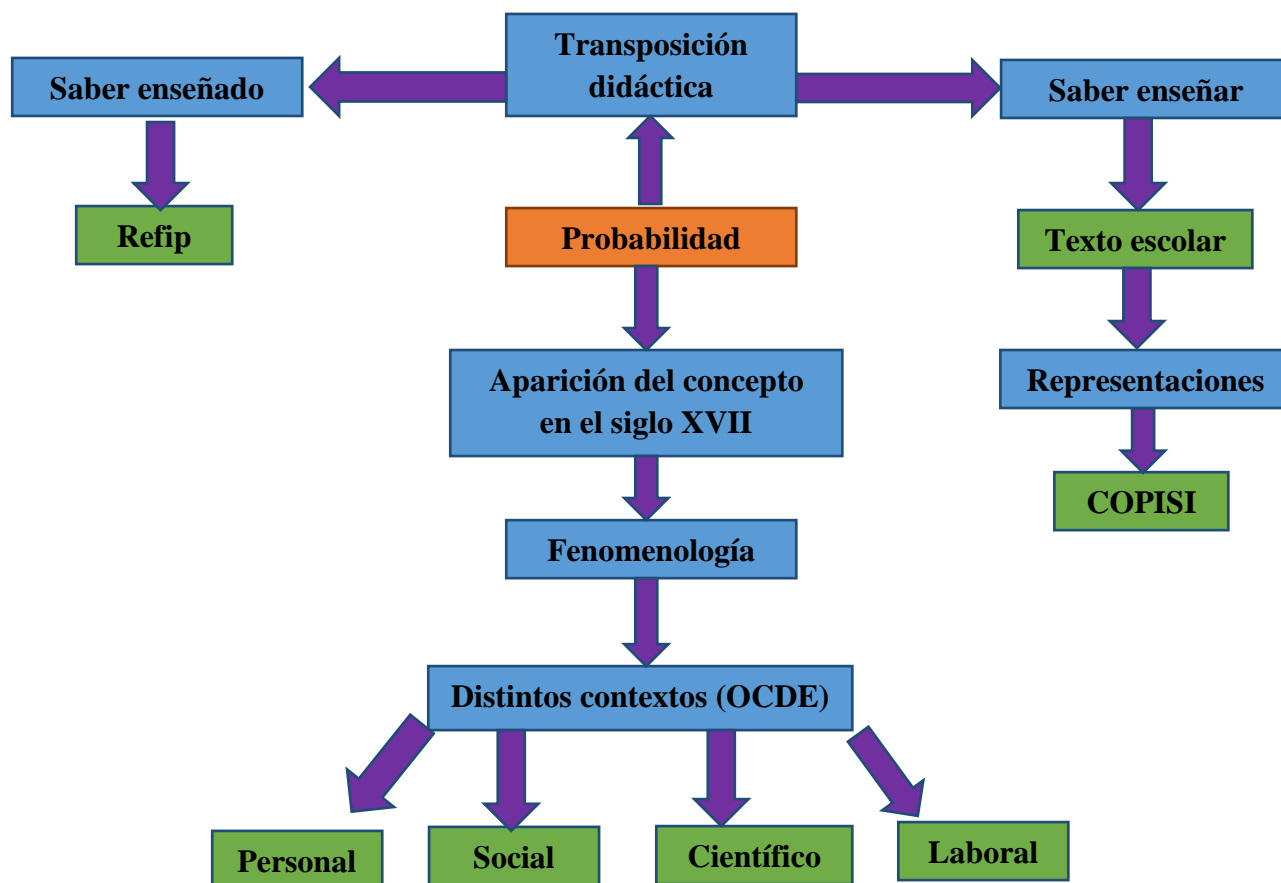 Transposición
didáctica
Saber enseñado
Saber enseñar
Refip
Probabilidad
Texto escolar
Aparición del concepto
en el siglo XVII
Representaciones
COPISI
Fenomenología
Distintos contextos (OCDE)
Personal
Social
Científico
Laboral